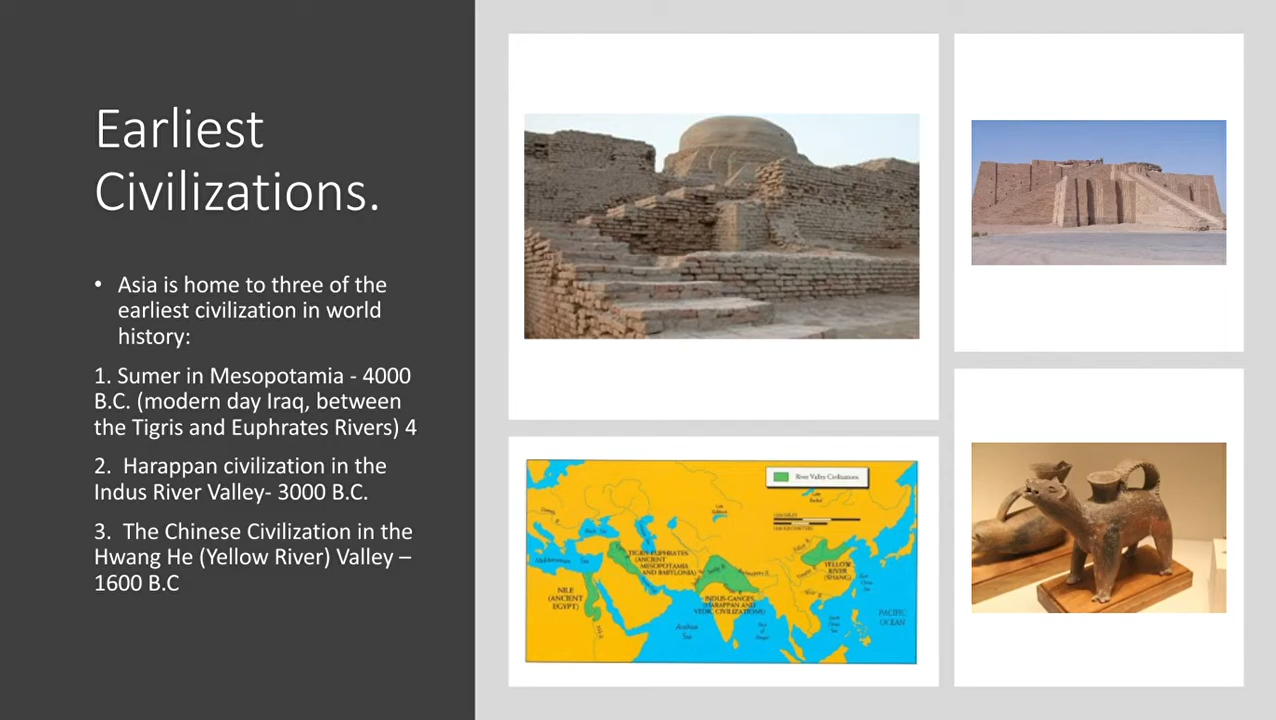 Earliest
Civilizations.
• Asia is home to three of the
earliest civilization in world
history:
1. Sumer in Mesopotamia - 4000
B.C. (modern day Iraq, between
the Tigris and Euphrates Rivers) 4
2.  Harappan civilization in the
Indus River Valley- 3000 B.C.
3.  The Chinese Civilization in the
Hwang He (Yellow River) Valley –
1600 B.C
River Valley Civilizations
TIGRIS-EUPHRATES
(ANCIENT
MESOPOTAMIA
AND BABYLONIA)
Mediterranean Sea
NILE
(ANCIENT
EGYPT)
INDUS-GANGES
(HARAPPAN AND
VEDIC CIVILIZATIONS)
YELLOW
RIVER
(SHANG)
Arabian
Sea
PACIFIC
OCEAN